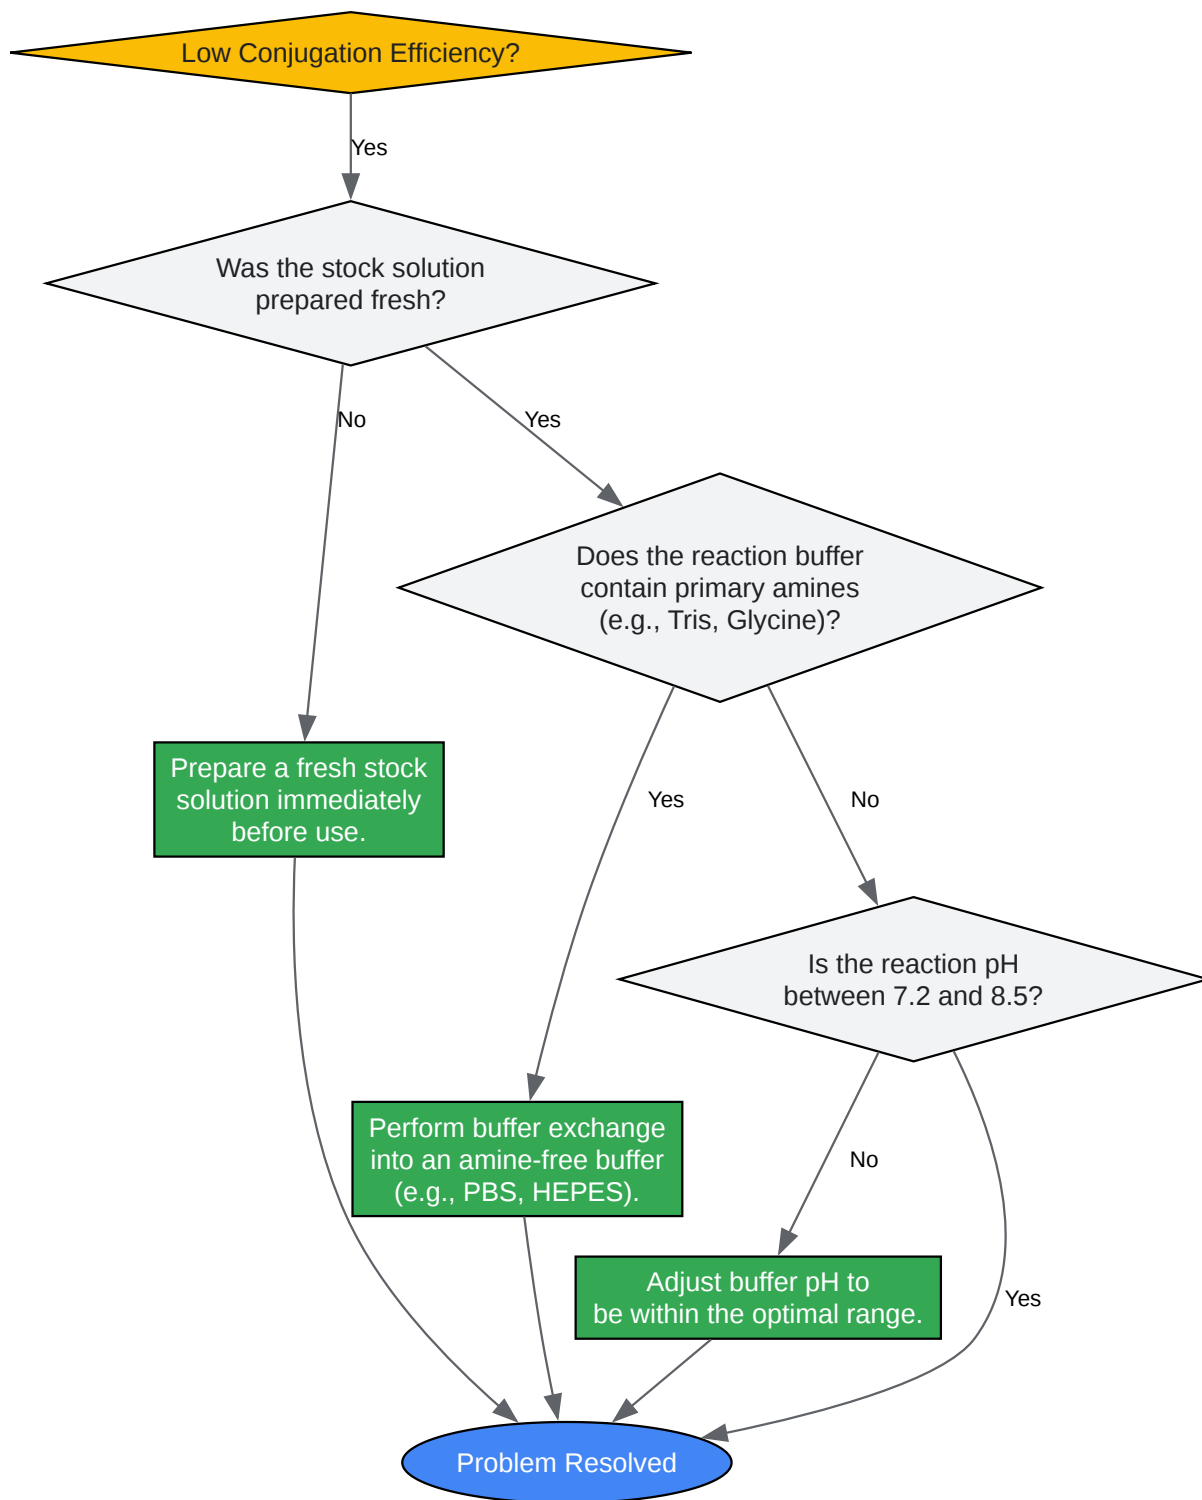 Low Conjugation Efficiency?
Yes
Was the stock solution
prepared fresh?
No
Yes
Does the reaction buffer
contain primary amines
(e.g., Tris, Glycine)?
Prepare a fresh stock
solution immediately
before use.
Yes
No
Is the reaction pH
between 7.2 and 8.5?
Perform buffer exchange
into an amine-free buffer
(e.g., PBS, HEPES).
No
Adjust buffer pH to
be within the optimal range.
Yes
Problem Resolved